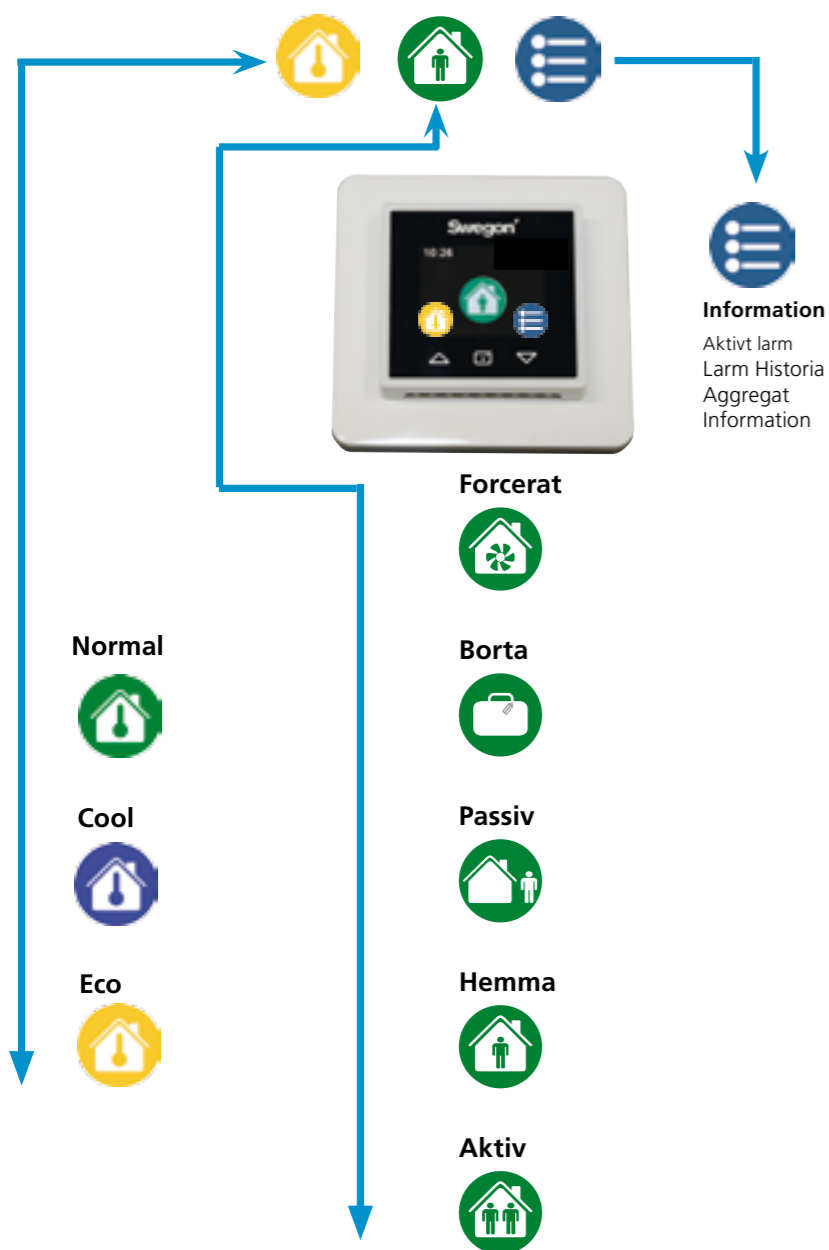 Swegon
10:26
Information
Aktivt larm
Larm Historia
Aggregat
Information
Forcerat
Normal
Borta
Cool
Passiv
Eco
Hemma
Aktiv